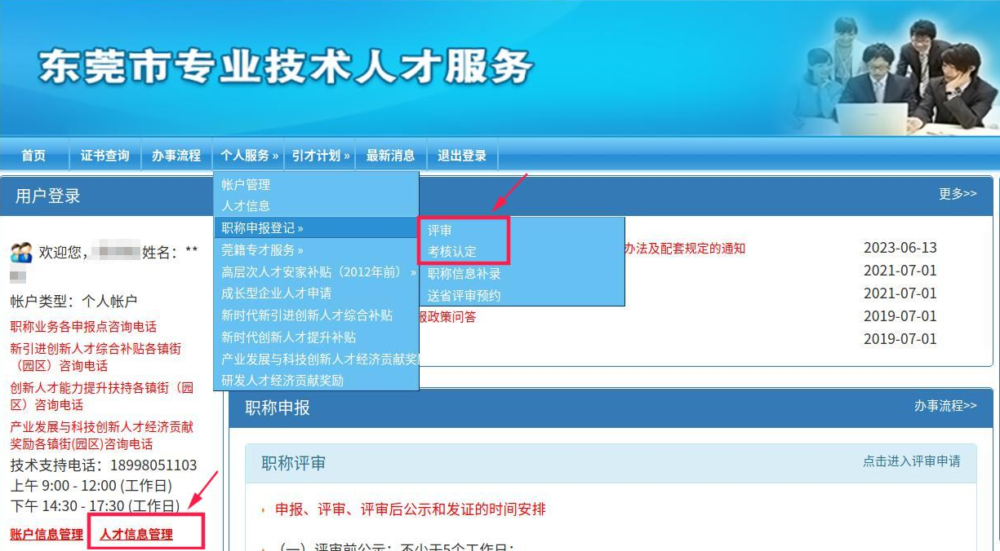 东莞市专业技术人才服务
首页 证书查询 办事流程 个人服务 » 引才计划 » 最新消息 退出登录
用户登录
欢迎您， 姓名：**
帐户类型：个人帐户
职称业务各申报点咨询电话
新引进创新人才综合补贴各镇街
（园区）咨询电话
创新人才能力提升扶持各镇街（园
区）咨询电话
产业发展与科技创新人才经济贡献
奖励各镇街(园区)咨询电话
技术支持电话：18998051103
上午 9:00 - 12:00 (工作日)
下午 14:30 - 17:30 (工作日)
账户信息管理 人才信息管理
帐户管理
人才信息
职称申报登记 »
莞籍专才服务 »
高层次人才安家补贴（2012年前） »
成长型企业人才申请
新时代新引进创新人才综合补贴
新时代创新人才提升补贴
产业发展与科技创新人才经济贡献奖
研发人才经济贡献奖励
评审
考核认定
职称信息补录
送省评审预约
更多>>
办法及配套规定的通知 2023-06-13
2021-07-01
2021-07-01
报政策问答 2019-07-01
2019-07-01
职称申报 办事流程>>
职称评审 点击进入评审申请
申报、评审、评审后公示和发证的时间安排
（一）评审前公示：不少于5个工作日；